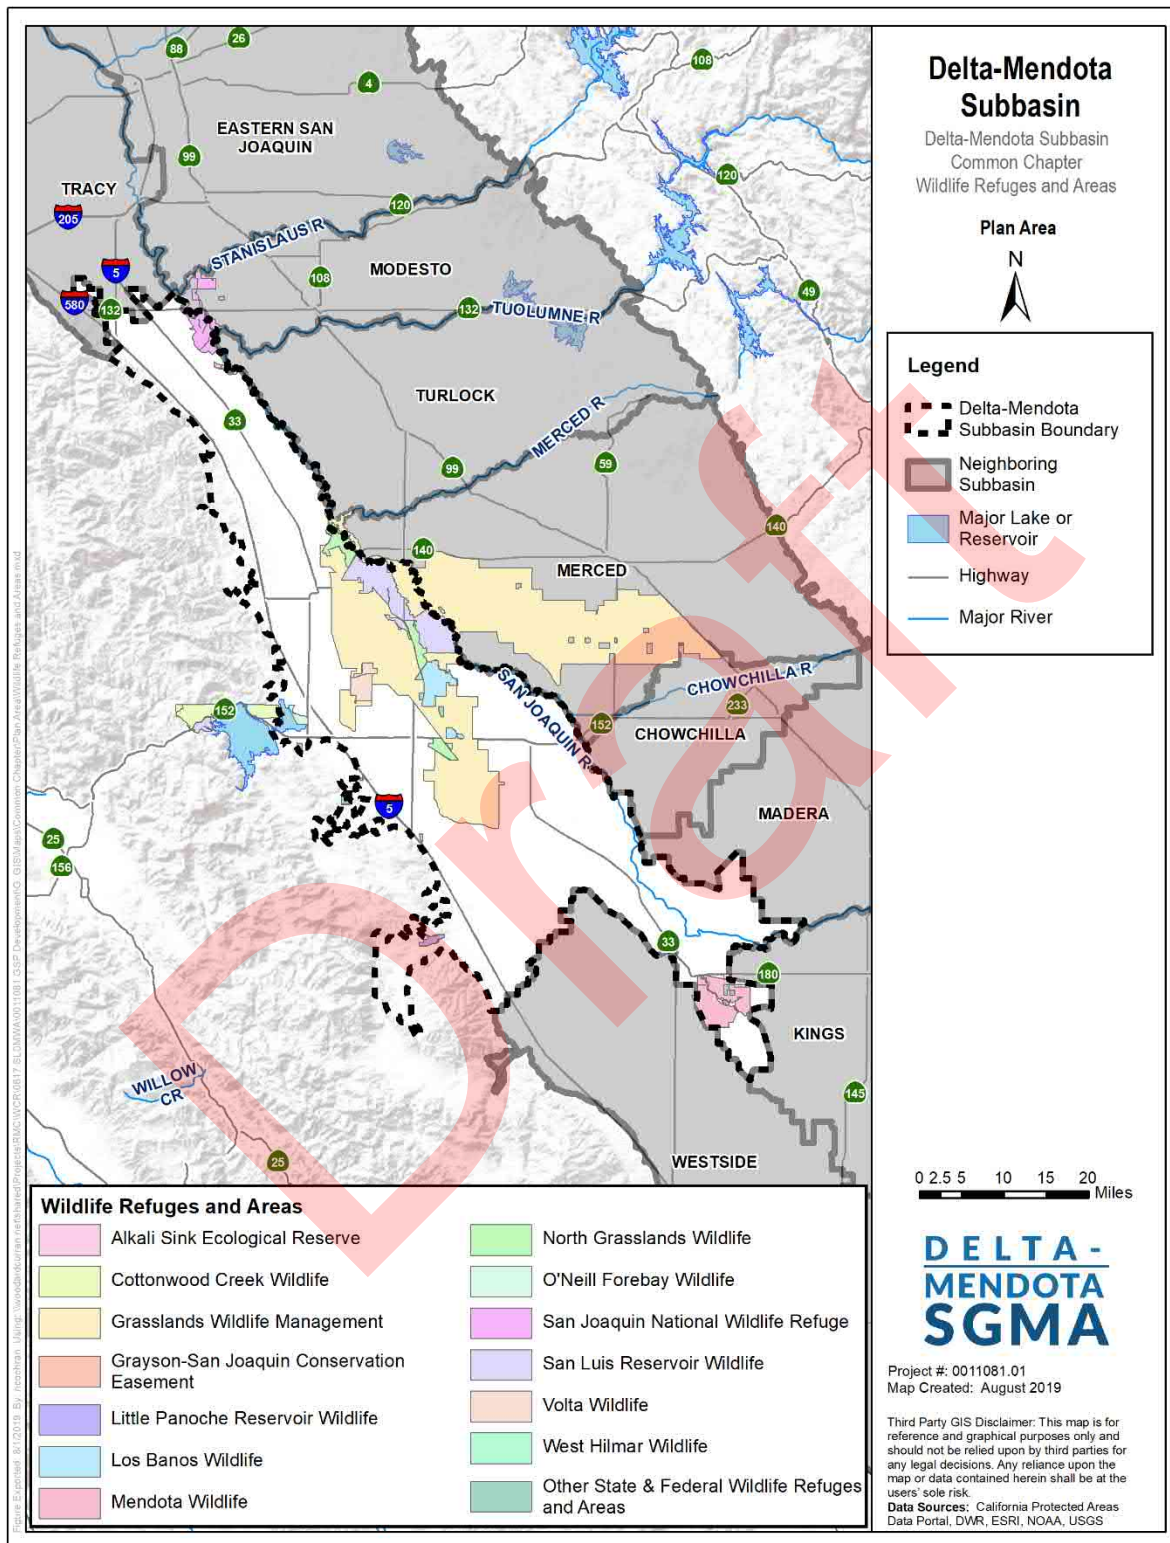 Delta-Mendota
Subbasin
Delta-Mendota Subbasin
Common Chapter
Wildlife Refuges and Areas
Plan Area
N
Legend
Delta-Mendota
Subbasin Boundary
Neighboring
Subbasin
Major Lake or
Reservoir
Highway
Major River
88
26
4
108
EASTERN SAN
JOAQUIN
99
120
TRACY
205
120
STANISLAUS R
5
MODESTO
108
580
132
132
49
TUOLUMNE R
TURLOCK
33
MERCED R
99
59
140
140
MERCED
SAN JOAQUIN R
CHOWCHILLA R
152
152
233
CHOWCHILLA
5
MADERA
25
156
33
180
KINGS
WILLOW
CR
145
25
WESTSIDE
Draft
0 2.5 5 10 15 20
Miles
Wildlife Refuges and Areas
Alkali Sink Ecological Reserve
Cottonwood Creek Wildlife
Grasslands Wildlife Management
Grayson-San Joaquin Conservation
Easement
Little Panoche Reservoir Wildlife
Los Banos Wildlife
Mendota Wildlife
North Grasslands Wildlife
O'Neill Forebay Wildlife
San Joaquin National Wildlife Refuge
San Luis Reservoir Wildlife
Volta Wildlife
West Hilmar Wildlife
Other State & Federal Wildlife Refuges
and Areas
DELTA-
MENDOTA
SGMA
Project #: 0011081.01
Map Created: August 2019
Third Party GIS Disclaimer: This map is for
reference and graphical purposes only and
should not be relied upon by third parties for
any legal decisions. Any reliance upon the
map or data contained herein shall be at the
users' sole risk.
Data Sources: California Protected Areas
Data Portal, DWR, ESRI, NOAA, USGS